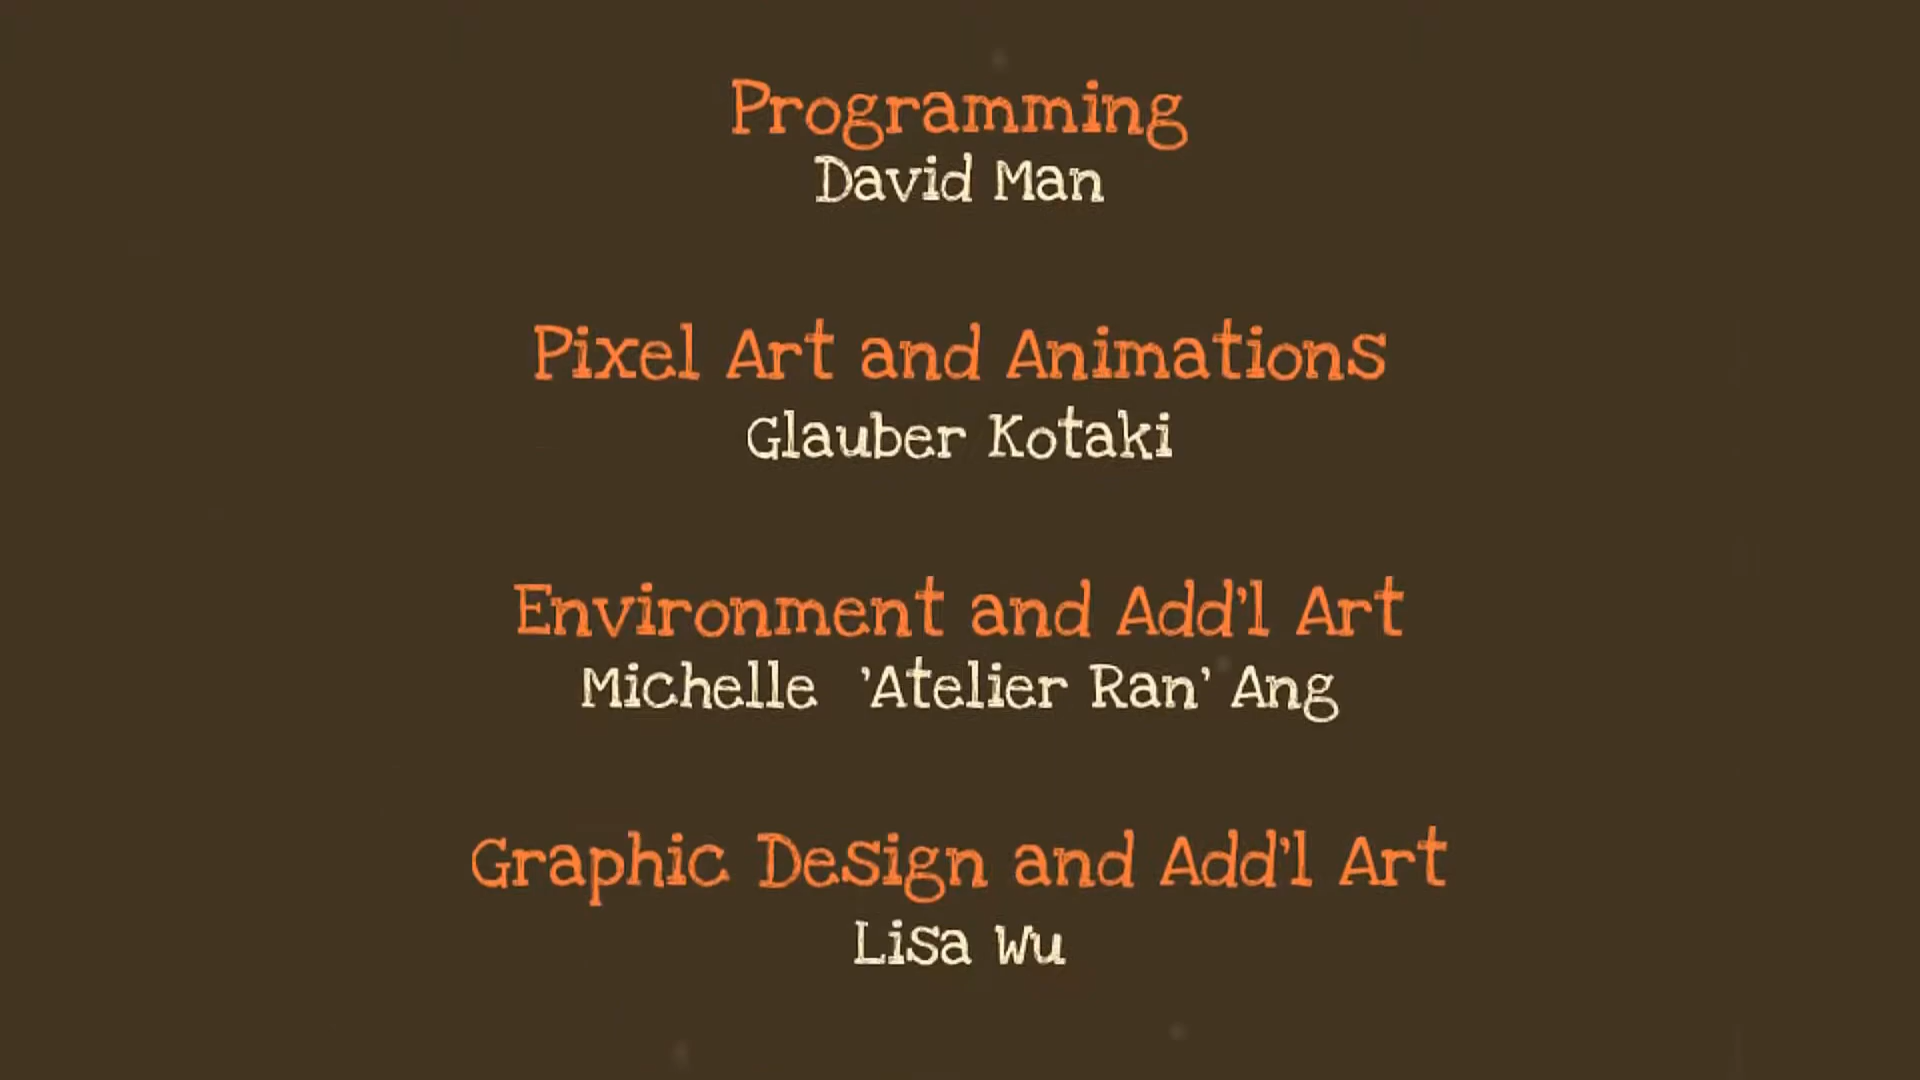 Programming
David Man
Pixel Art and Animations
Glauber Kotaki
Environment and Add'l Art
Michelle  'Atelier Ran' Ang
Graphic Design and Add'l Art
Lisa Wu